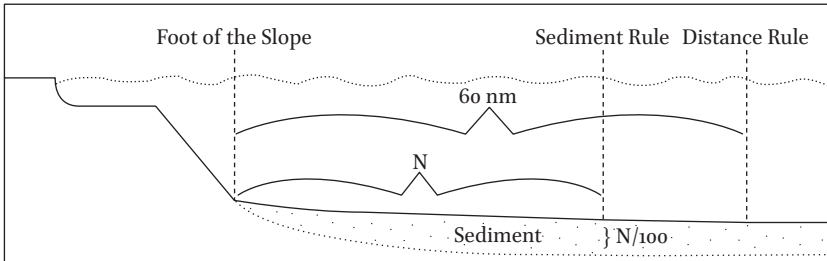 Foot of the Slope Sediment Rule Distance Rule
60 nm
N
Sediment } N/100